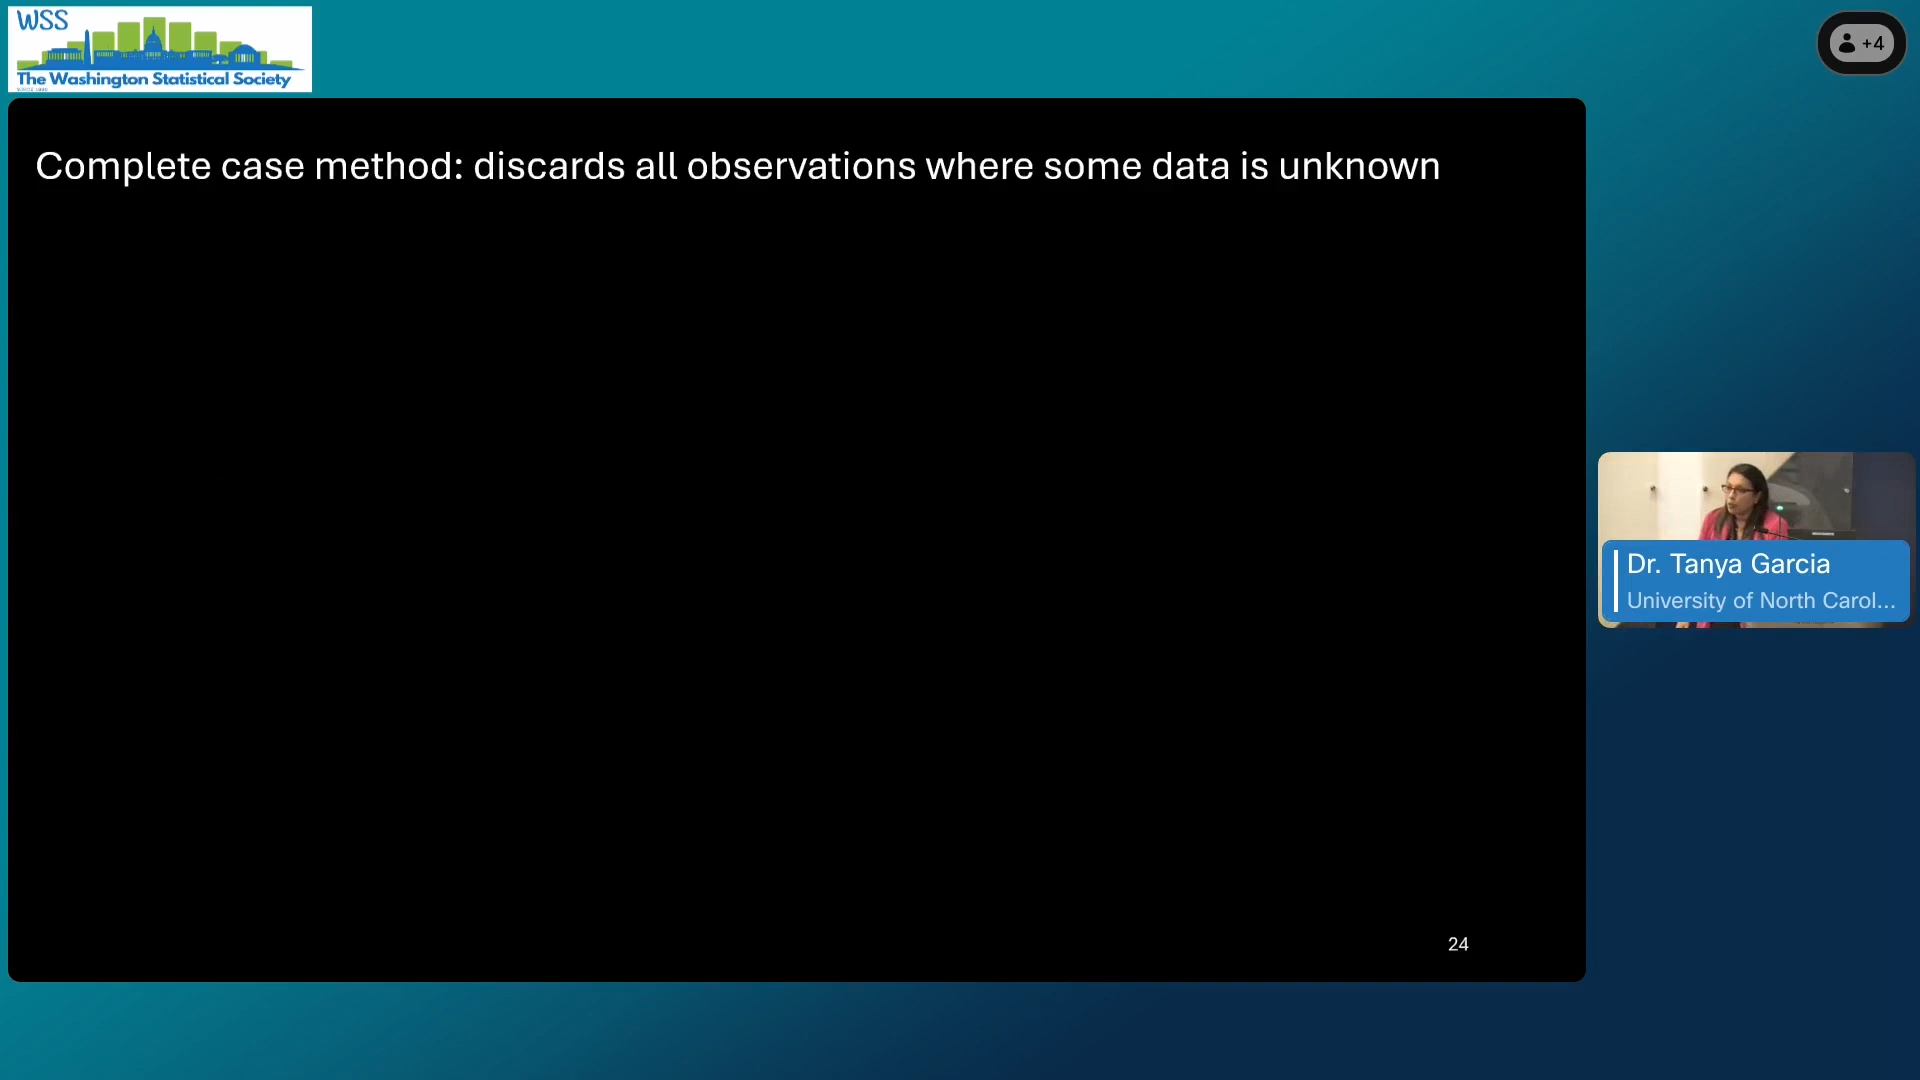 WSS
The Washington Statistical Society
+4
Complete case method: discards all observations where some data is unknown
Dr. Tanya Garcia
University of North Carol...
24